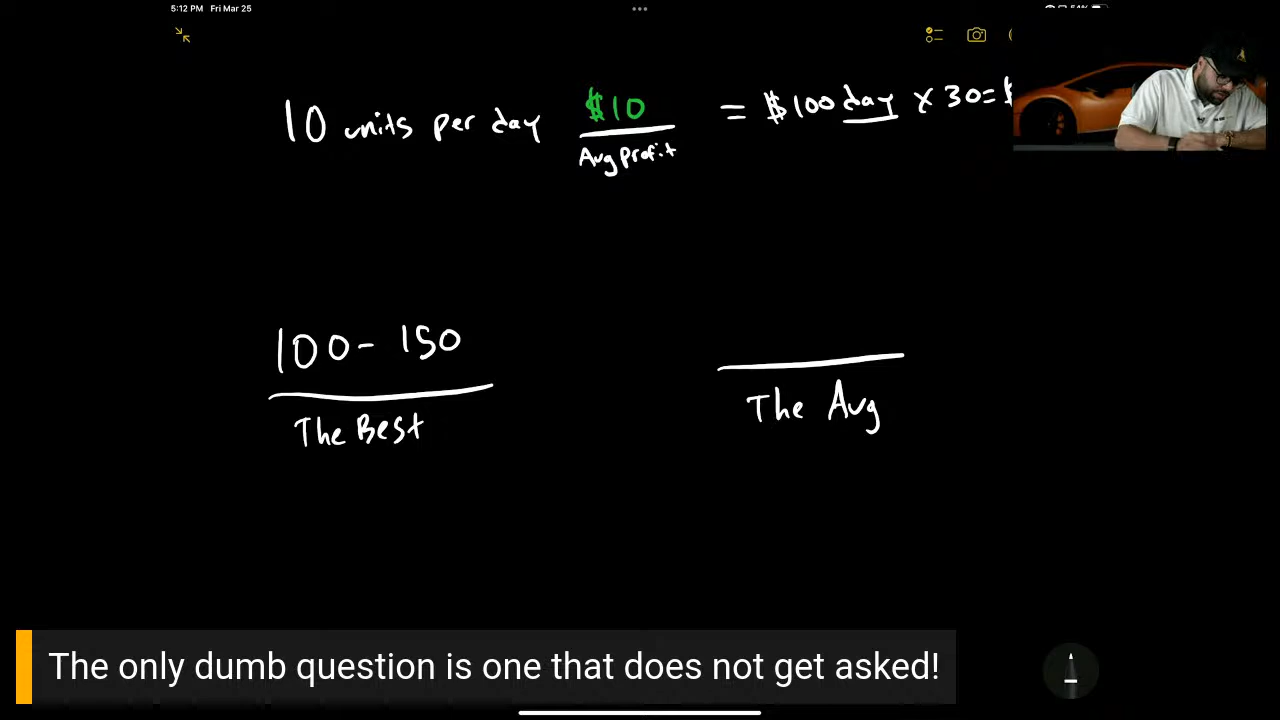 5:12 PM Fri Mar 25
10 units per day $10 = $100 day x 30= $
Avg Profit
100 - 150
The Best
The Avg
The only dumb question is one that does not get asked!